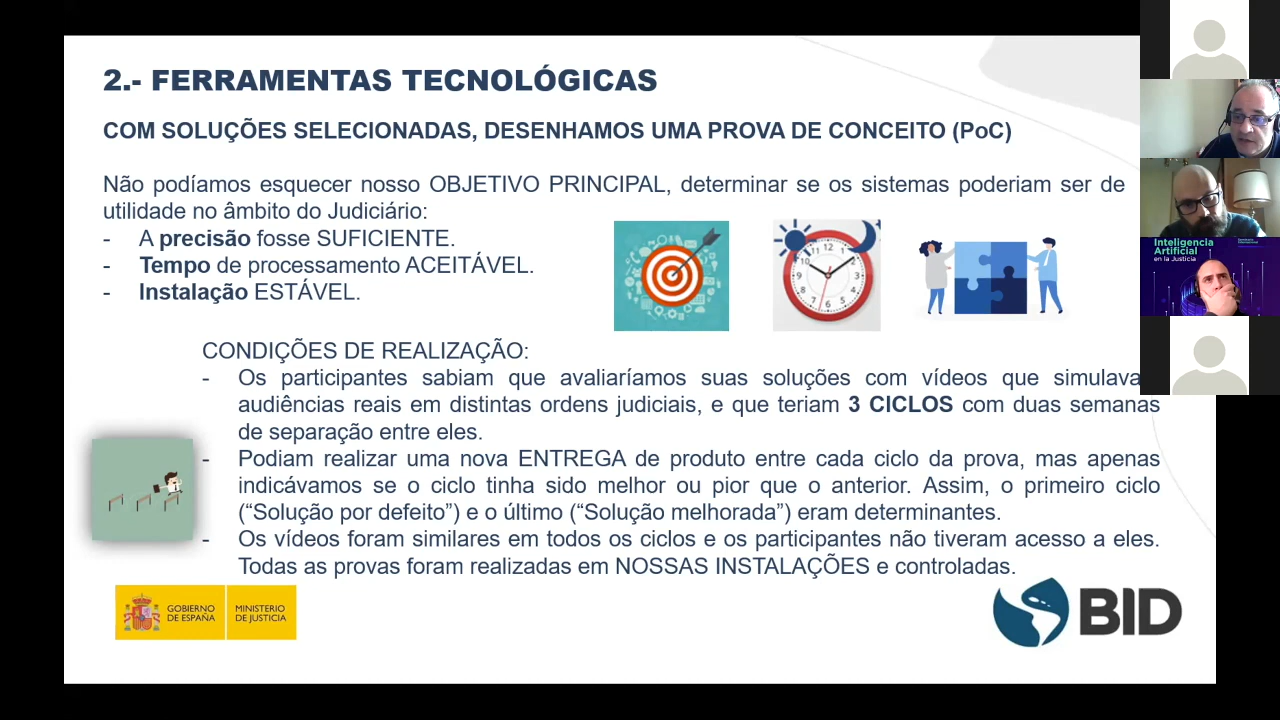 2.- FERRAMENTAS TECNOLÓGICAS
COM SOLUÇÕES SELECIONADAS, DESENHAMOS UMA PROVA DE CONCEITO (PoC)
Não podíamos esquecer nosso OBJETIVO PRINCIPAL, determinar se os sistemas poderiam ser de
utilidade no âmbito do Judiciário:
- A precisão fosse SUFICIENTE.
- Tempo de processamento ACEITÁVEL.
- Instalação ESTÁVEL.
CONDIÇÕES DE REALIZAÇÃO:
- Os participantes sabiam que avaliaríamos suas soluções com vídeos que simulava
audiências reais em distintas ordens judiciais, e que teriam 3 CICLOS com duas semanas
de separação entre eles.
- Podiam realizar uma nova ENTREGA de produto entre cada ciclo da prova, mas apenas
indicávamos se o ciclo tinha sido melhor ou pior que o anterior. Assim, o primeiro ciclo
(“Solução por defeito”) e o último (“Solução melhorada”) eram determinantes.
- Os vídeos foram similares em todos os ciclos e os participantes não tiveram acesso a eles.
Todas as provas foram realizadas em NOSSAS INSTALAÇÕES e controladas.
GOBIERNO
DE ESPAÑA
MINISTERIO
DE JUSTICIA
BID
Inteligencia
Artificial
en la Justicia